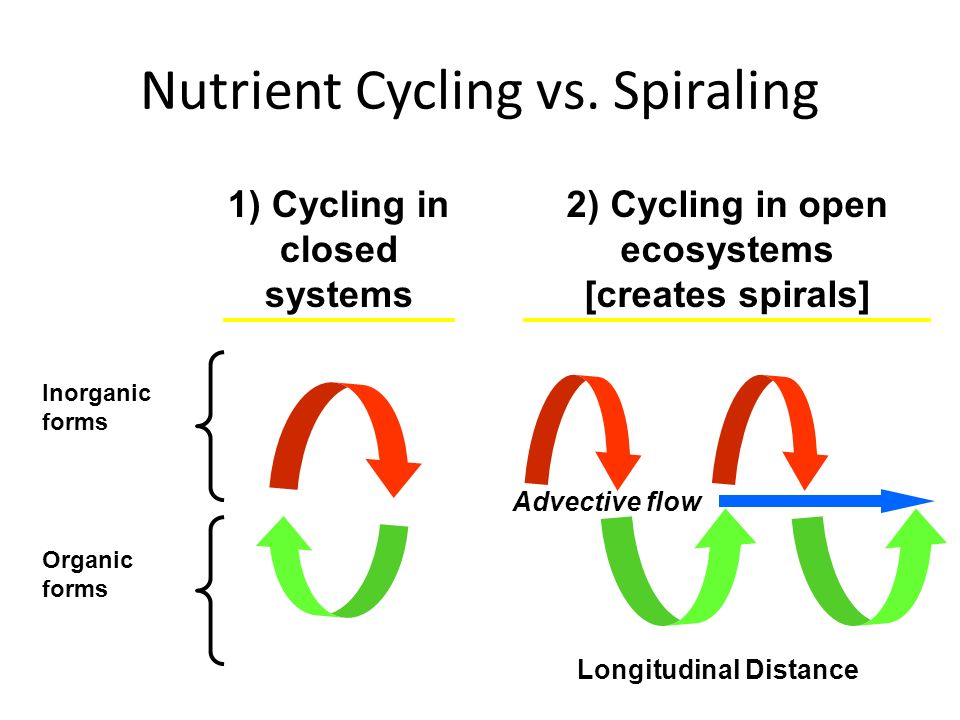 Nutrient Cycling vs. Spiraling
1) Cycling in
closed
systems
2) Cycling in open
ecosystems
[creates spirals]
Inorganic
forms
Advective flow
Organic
forms
Longitudinal Distance